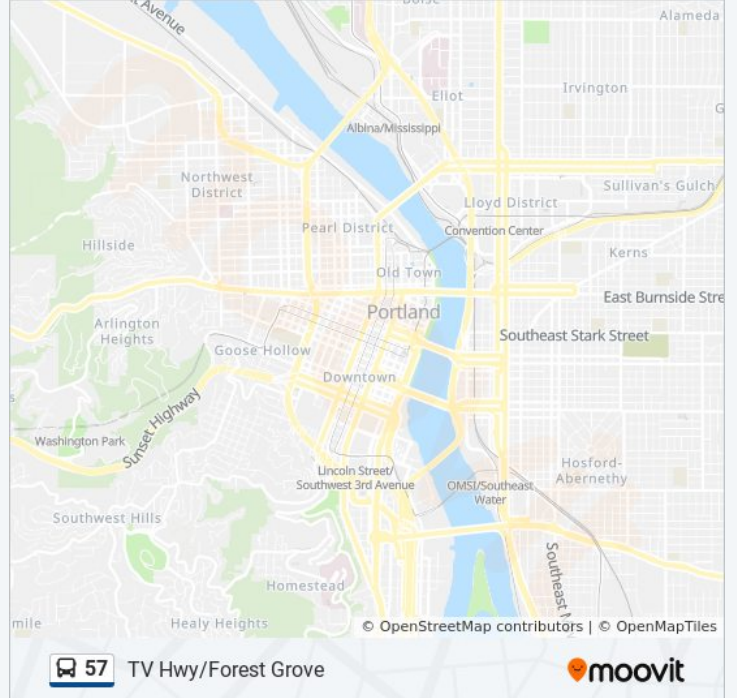 Boise
Alameda
Avenue
Irvington
Eliot
Albina/Mississippi
Northwest
District
Sullivan's Gulch
Lloyd District
Pearl District
Convention Center
Hillside
Kerns
Old Town
East Burnside Stre
Portland
Arlington
Heights
Southeast Stark Street
Goose Hollow
Downtown
Sunset Highway
Washington Park
Lincoln Street/
Southwest 3rd Avenue
Hosford-
Abernethy
OMSI/Southeast
Water
Southwest Hills
Southeast M
Homestead
mile
Healy Heights
© OpenStreetMap contributors | © OpenMapTiles
57 TV Hwy/Forest Grove
moovit